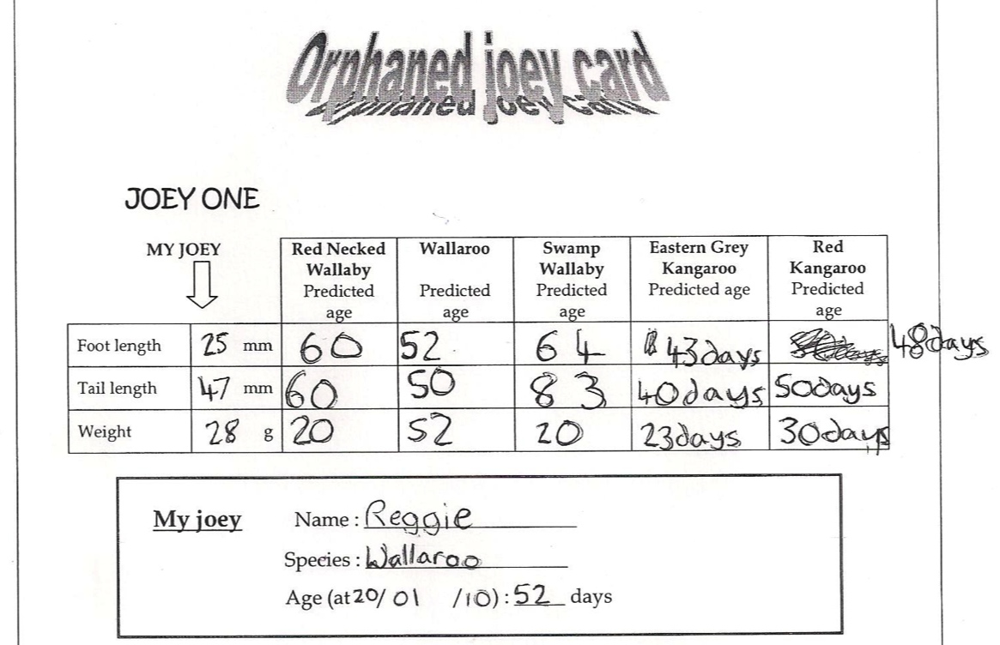 Orphaned joey card
JOEY ONE
MY JOEY
Red Necked Wallaby Predicted age
Wallaroo Predicted age
Swamp Wallaby Predicted age
Eastern Grey Kangaroo Predicted age
Red Kangaroo Predicted age
Foot length 25 mm 60 52 64 43days 48days
Tail length 47 mm 60 50 83 40days 50days
Weight 28 g 20 52 20 23days 30days
My joey Name : Reggie
Species : Wallaroo
Age (at 20/ 01 /10) : 52 days